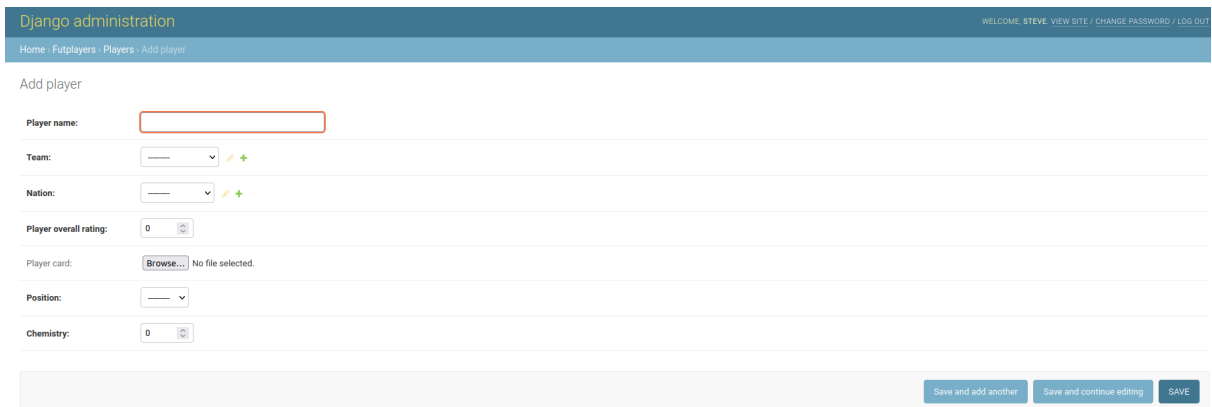 Django administration
WELCOME, STEVE. VIEW SITE / CHANGE PASSWORD / LOG OUT
Home › Futplayers › Players › Add player
Add player
Player name:
Team: --------
Nation: --------
Player overall rating: 0
Player card: Browse... No file selected.
Position: --------
Chemistry: 0
Save and add another Save and continue editing SAVE